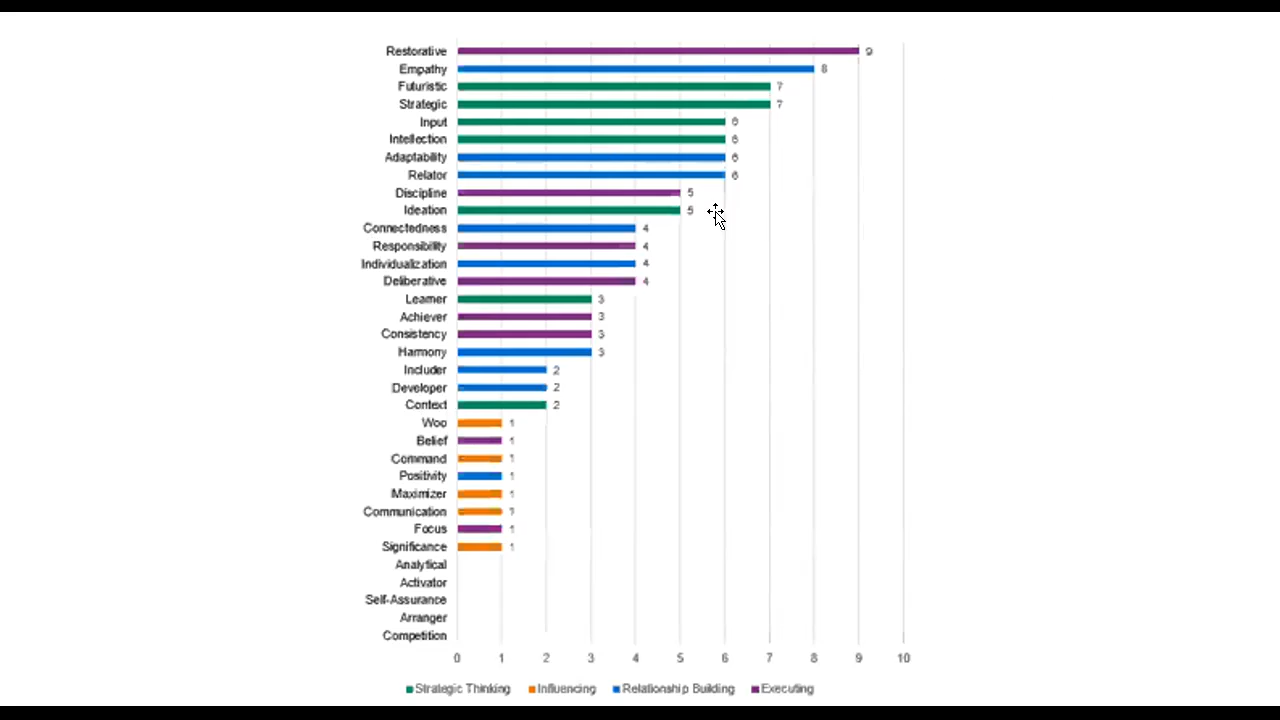 Restorative 9
Empathy 8
Futuristic 7
Strategic 7
Input 6
Intellection 6
Adaptability 6
Relator 6
Discipline 5
Ideation 5
Connectedness 4
Responsibility 4
Individualization 4
Deliberative 4
Learner 3
Achiever 3
Consistency 3
Harmony 3
Includer 2
Developer 2
Context 2
Woo 1
Belief 1
Command 1
Positivity 1
Maximizer 1
Communication 1
Focus 1
Significance 1
Analytical
Activator
Self-Assurance
Arranger
Competition
0 1 2 3 4 5 6 7 8 9 10
Strategic Thinking Influencing Relationship Building Executing